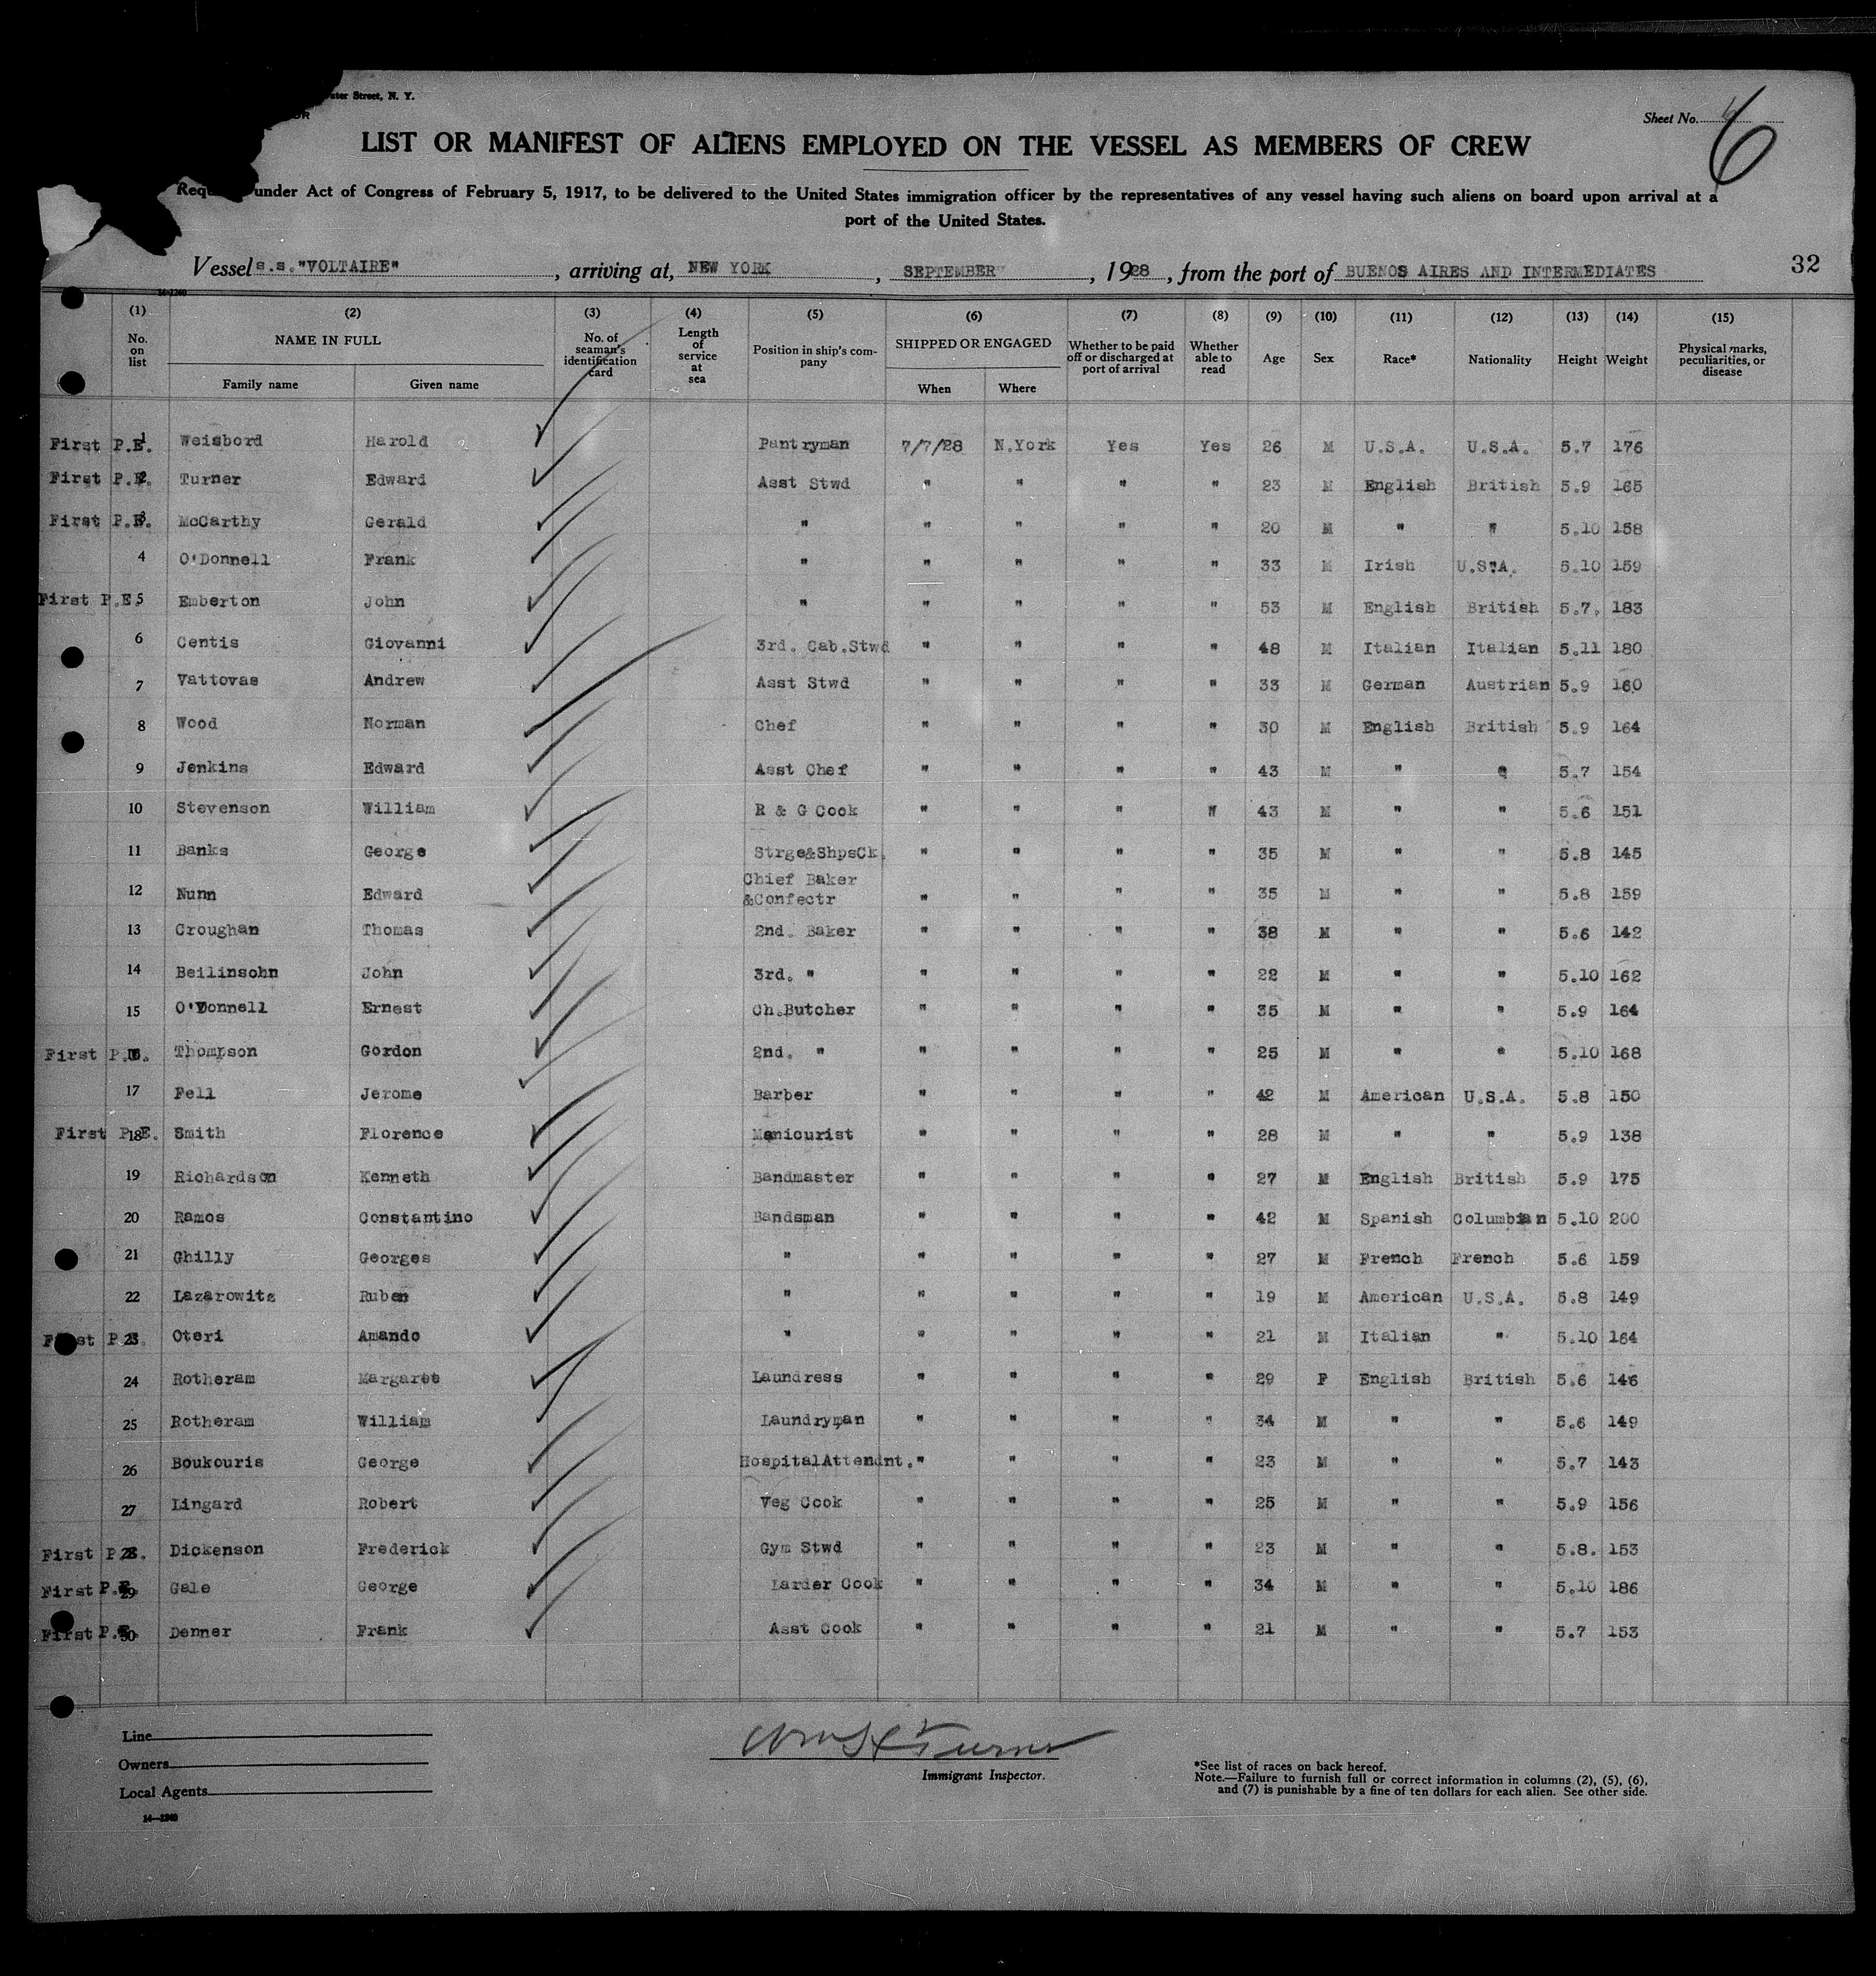 ater Street, N. Y.
LIST OR MANIFEST OF ALIENS EMPLOYED ON THE VESSEL AS MEMBERS OF CREW
Sheet No. 6
under Act of Congress of February 5, 1917, to be delivered to the United States immigration officer by the representatives of any vessel having such aliens on board upon arrival at a
port of the United States.
Vessel s.s. "VOLTAIRE", arriving at, NEW YORK, SEPTEMBER, 1928, from the port of BUENOS AIRES AND INTERMEDIATES 32
14-1240
(1) (2) (3) (4) (5) (6) (7) (8) (9) (10) (11) (12) (13) (14) (15)
No. on list NAME IN FULL Family name Given name No. of seaman's identification card Length of service at sea Position in ship's company SHIPPED OR ENGAGED When Where Whether to be paid off or discharged at port of arrival Whether able to read Age Sex Race* Nationality Height Weight Physical marks, peculiarities, or disease
First P.E. 1 Weisbord Harold Pantryman 7/7/28 N.York Yes Yes 26 M U.S.A. U.S.A. 5.7 176
First P.E. 2 Turner Edward Asst Stwd " " " " 23 M English British 5.9 165
First P.E. 3 McCarthy Gerald " " " " " 20 M " " 5.10 158
4 O'Donnell Frank " " " " " 33 M Irish U.S.A. 5.10 159
First P.E. 5 Emberton John " " " " " 53 M English British 5.7. 183
6 Centis Giovanni 3rd. Cab.Stwd " " " " 48 M Italian Italian 5.11 180
7 Vattovas Andrew Asst Stwd " " " " 33 M German Austrian 5.9 160
8 Wood Norman Chef " " " " 30 M English British 5.9 164
9 Jenkins Edward Asst Chef " " " " 43 M " " 5.7 154
10 Stevenson William R & G Cook " " " " 43 M " " 5.6 151
11 Banks George Strge&ShpsCk. " " " " 35 M " " 5.8 145
12 Nunn Edward Chief Baker &Confectr " " " " 35 M " " 5.8 159
13 Croughan Thomas 2nd. Baker " " " " 38 M " " 5.6 142
14 Beilinsohn John 3rd. " " " " " 22 M " " 5.10 162
15 O'Donnell Ernest Ch.Butcher " " " " 35 M " " 5.9 164
First P.E. 16 Thompson Gordon 2nd. " " " " " 25 M " " 5.10 168
17 Fell Jerome Barber " " " " 42 M American U.S.A. 5.8 150
First P.E. 18 Smith Florence Manicurist " " " " 28 M " " 5.9 138
19 Richardson Kenneth Bandmaster " " " " 27 M English British 5.9 175
20 Ramos Constantino Bandsman " " " " 42 M Spanish Columbian 5.10 200
21 Ghilly Georges " " " " " 27 M French French 5.6 159
22 Lazarowitz Ruben " " " " " 19 M American U.S.A. 5.8 149
First P.E. 23 Oteri Amando " " " " " 21 M Italian " 5.10 164
24 Rotheram Margaret Laundress " " " " 29 F English British 5.6 146
25 Rotheram William Laundryman " " " " 34 M " " 5.6 149
26 Boukouris George HospitalAttendnt. " " " " 23 M " " 5.7 143
27 Lingard Robert Veg Cook " " " " 25 M " " 5.9 156
First P.E. 28 Dickenson Frederick Gym Stwd " " " " 23 M " " 5.8. 153
First P.E. 29 Gale George Larder Cook " " " " 34 M " " 5.10 186
First P.E. 30 Denner Frank Asst Cook " " " " 21 M " " 5.7 153
Line
Owners
Local Agents
14-1240
Turner
Immigrant Inspector.
*See list of races on back hereof.
Note.—Failure to furnish full or correct information in columns (2), (5), (6),
and (7) is punishable by a fine of ten dollars for each alien. See other side.